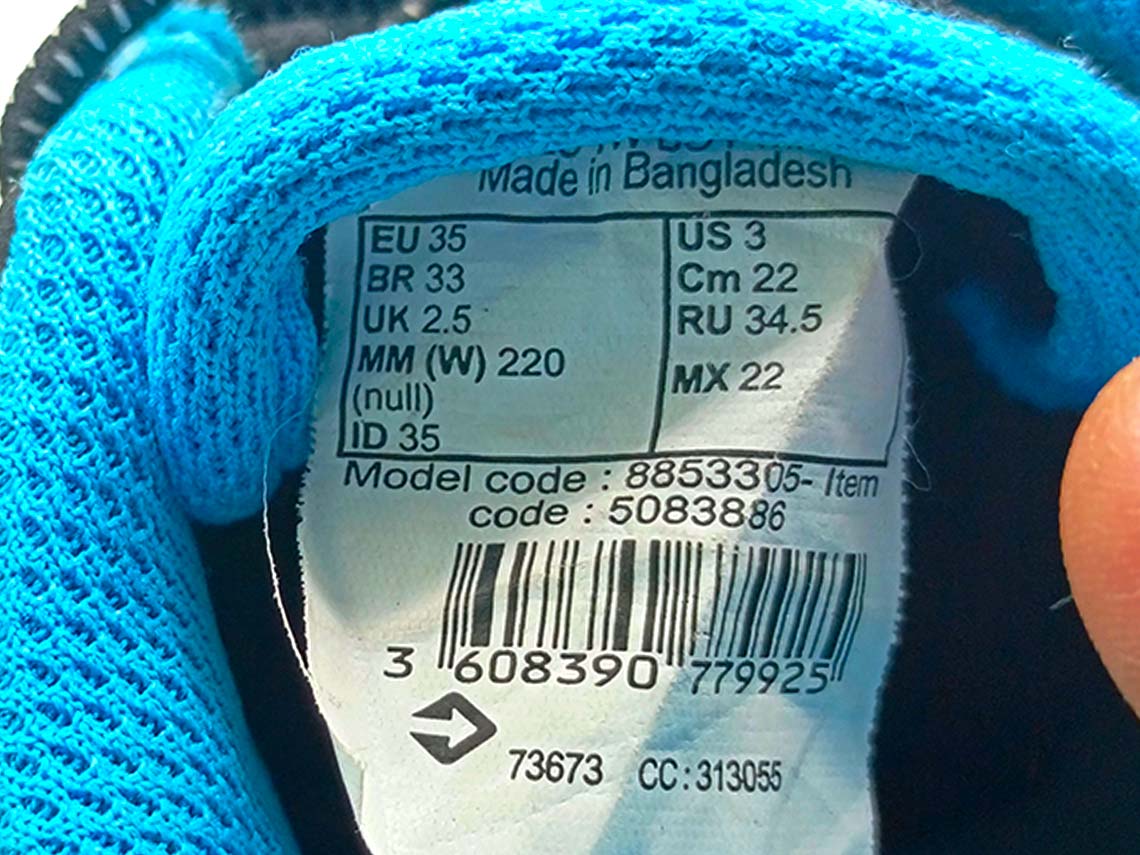 Made in Bangladesh
EU 35
BR 33
UK 2.5
MM (W) 220
(null)
ID 35
US 3
Cm 22
RU 34.5
MX 22
Model code : 8853305- Item
code : 5083886
3 608390 779925
73673 CC : 313055